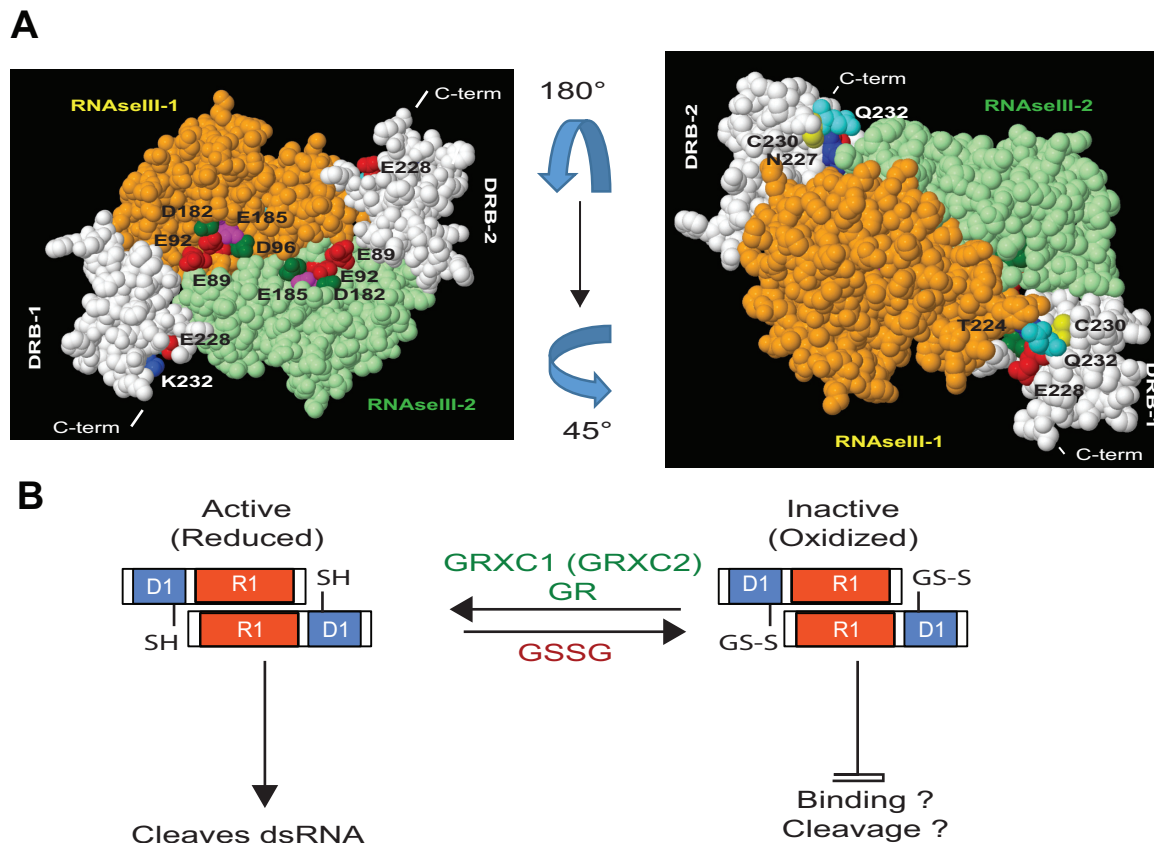 A
RNAseIII-1
C-term
E228
DRB-2
D182
E185
E92
D96
E89
E89
E92
E185
D182
DRB-1
E228
K232
RNAseIII-2
C-term
180°
45°
C-term
DRB-2
Q232
RNAseIII-2
C230
N227
T224
C230
Q232
E228
DRB-1
RNAseIII-1
C-term
B
Active
(Reduced)
D1
R1
SH
SH
R1
D1
Cleaves dsRNA
GRXC1 (GRXC2)
GR
GSSG
Inactive
(Oxidized)
D1
R1
GS-S
GS-S
R1
D1
Binding ?
Cleavage ?